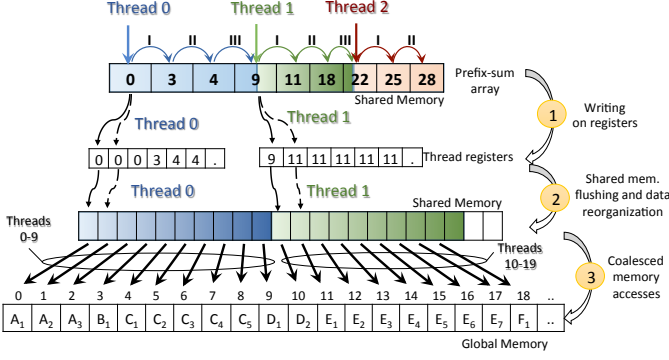 Thread 0 Thread 1 Thread 2
I II III I II III I II
0 3 4 9 11 18 22 25 28
Prefix-sum
array
Shared Memory
1
Writing
on registers
Thread 0 Thread 1
0 0 0 3 4 4 .
9 11 11 11 11 11 .
Thread registers
2
Shared mem.
flushing and data
reorganization
Thread 0 Thread 1
Shared Memory
Threads
0-9
Threads
10-19
3
Coalesced
memory
accesses
0 1 2 3 4 5 6 7 8 9 10 11 12 13 14 15 16 17 18 ..
A1 A2 A3 B1 C1 C2 C3 C4 C5 D1 D2 E1 E2 E3 E4 E5 E6 E7 F1 ..
Global Memory